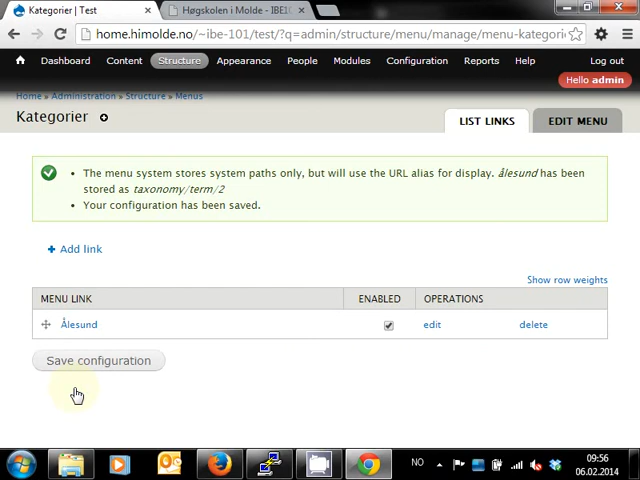 Kategorier | Test
Høgskolen i Molde - IBE10
home.himolde.no/~ibe-101/test/?q=admin/structure/menu/manage/menu-kategori
Dashboard Content Structure Appearance People Modules Configuration Reports Help Log out
Hello admin
Home » Administration » Structure » Menus
Kategorier
LIST LINKS EDIT MENU
• The menu system stores system paths only, but will use the URL alias for display. ålesund has been
stored as taxonomy/term/2
• Your configuration has been saved.
+ Add link
Show row weights
MENU LINK ENABLED OPERATIONS
Ålesund edit delete
Save configuration
NO
09:56
06.02.2014